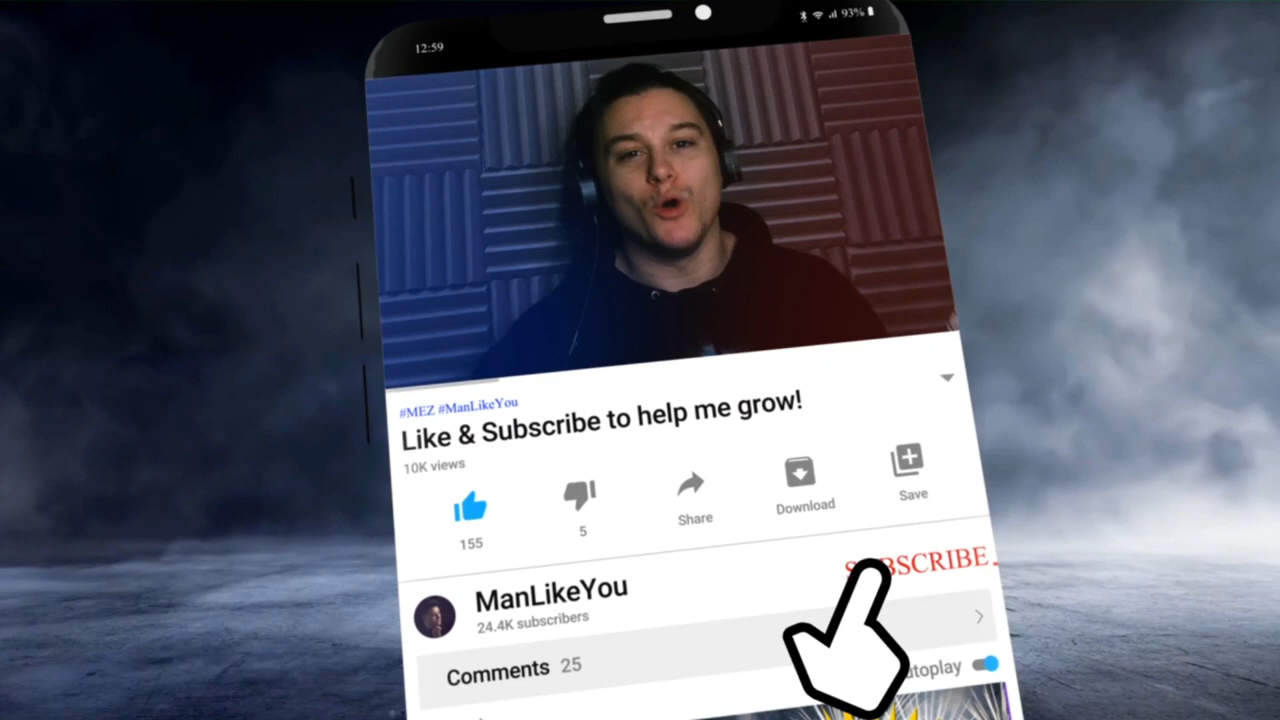 12:59
93%
#MEZ #ManLikeYou
Like & Subscribe to help me grow!
10K views
155
5
Share
Download
Save
ManLikeYou
SUBSCRIBE
24.4K subscribers
Comments 25